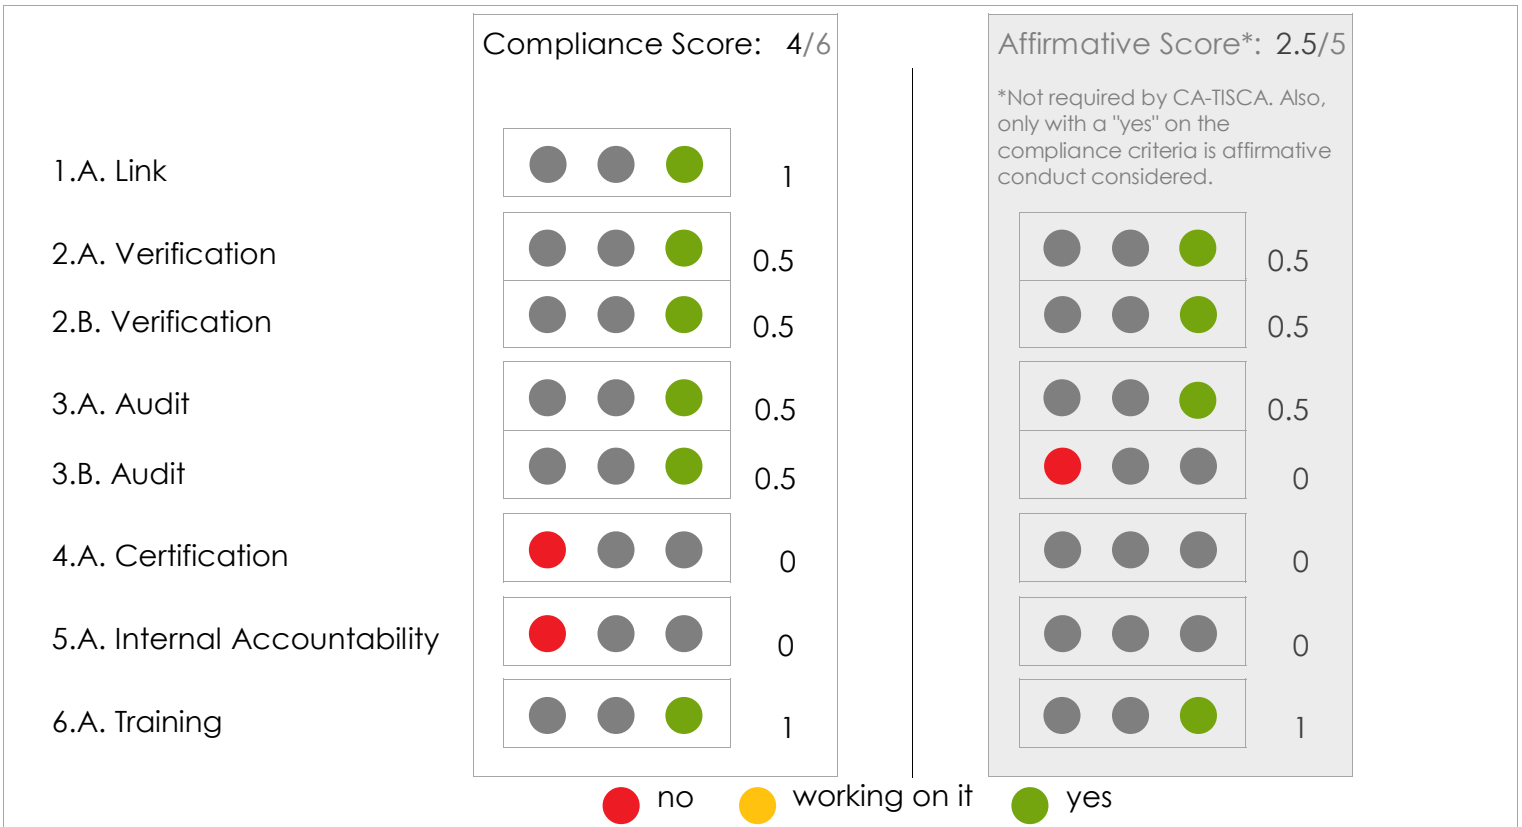 Compliance Score: 4/6
Affirmative Score*: 2.5/5
*Not required by CA-TISCA. Also,
only with a "yes" on the
compliance criteria is affirmative
conduct considered.
1.A. Link 1
2.A. Verification 0.5 0.5
2.B. Verification 0.5 0.5
3.A. Audit 0.5 0.5
3.B. Audit 0.5 0
4.A. Certification 0 0
5.A. Internal Accountability 0 0
6.A. Training 1 1
no working on it yes